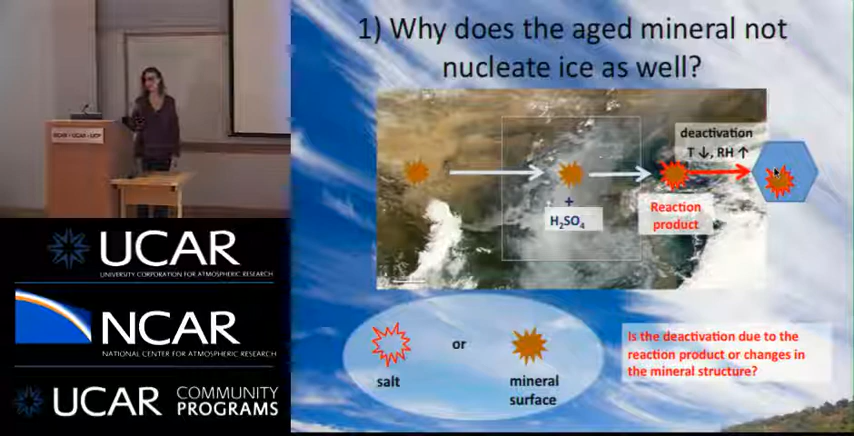 1) Why does the aged mineral not
nucleate ice as well?
deactivation
T ↓, RH ↑
+
H₂SO₄
Reaction
product
salt
or
mineral
surface
Is the deactivation due to the
reaction product or changes in
the mineral structure?
NCAR • UCAR • UCP
UCAR
UNIVERSITY CORPORATION FOR ATMOSPHERIC RESEARCH
NCAR
NATIONAL CENTER FOR ATMOSPHERIC RESEARCH
UCAR
COMMUNITY
PROGRAMS